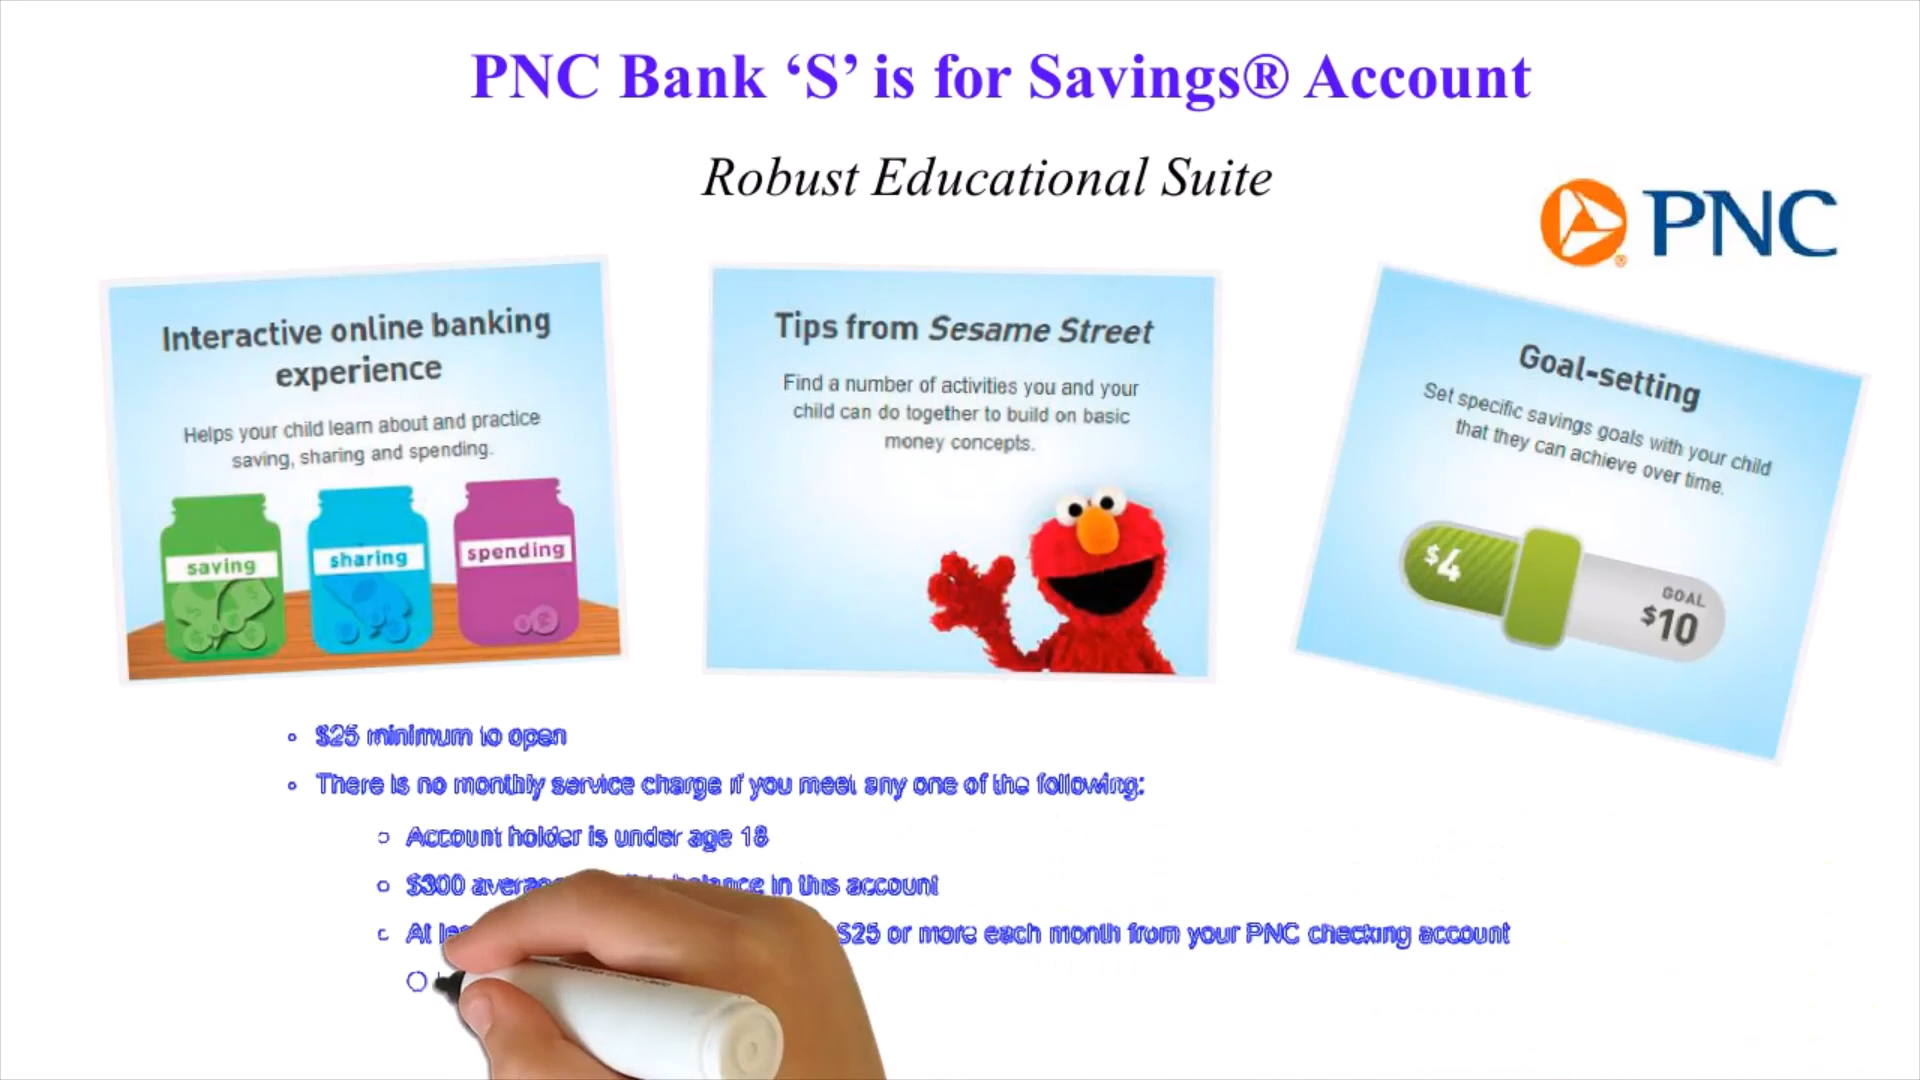 PNC Bank ‘S’ is for Savings® Account
Robust Educational Suite
PNC
Interactive online banking
experience
Helps your child learn about and practice
saving, sharing and spending.
saving
sharing
spending
Tips from Sesame Street
Find a number of activities you and your
child can do together to build on basic
money concepts.
Goal-setting
Set specific savings goals with your child
that they can achieve over time.
$4
GOAL
$10
$25 minimum to open
There is no monthly service charge if you meet any one of the following:
Account holder is under age 18
$300 balance in this account
At $25 or more each month from your PNC checking account